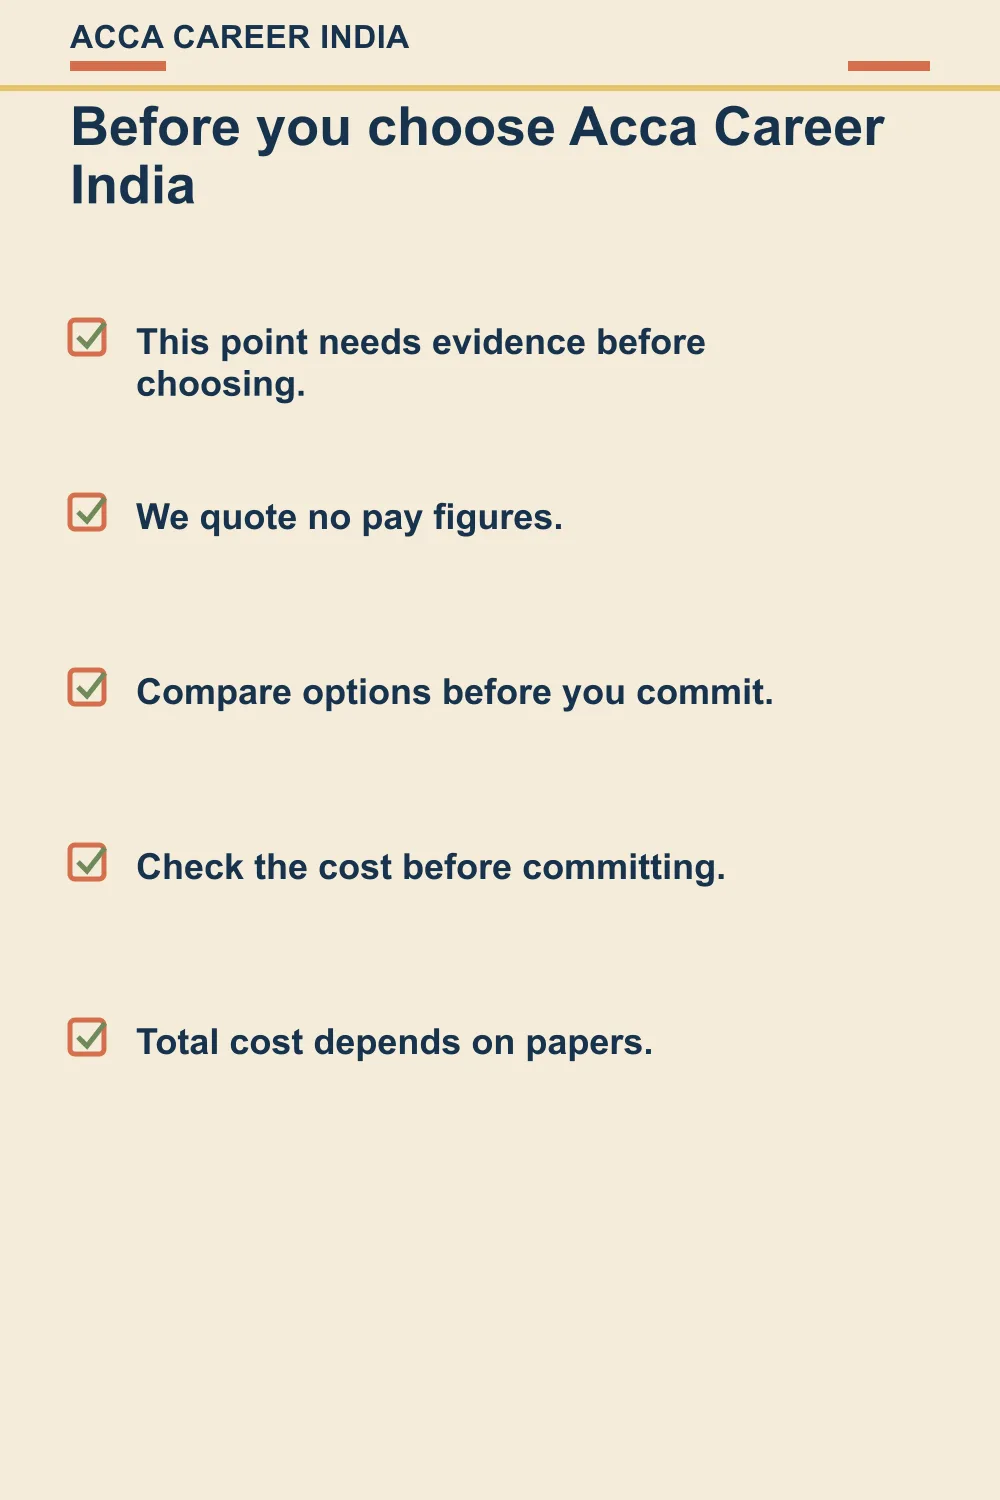 ACCA CAREER INDIA
Before you choose Acca Career
India
This point needs evidence before
choosing.
We quote no pay figures.
Compare options before you commit.
Check the cost before committing.
Total cost depends on papers.